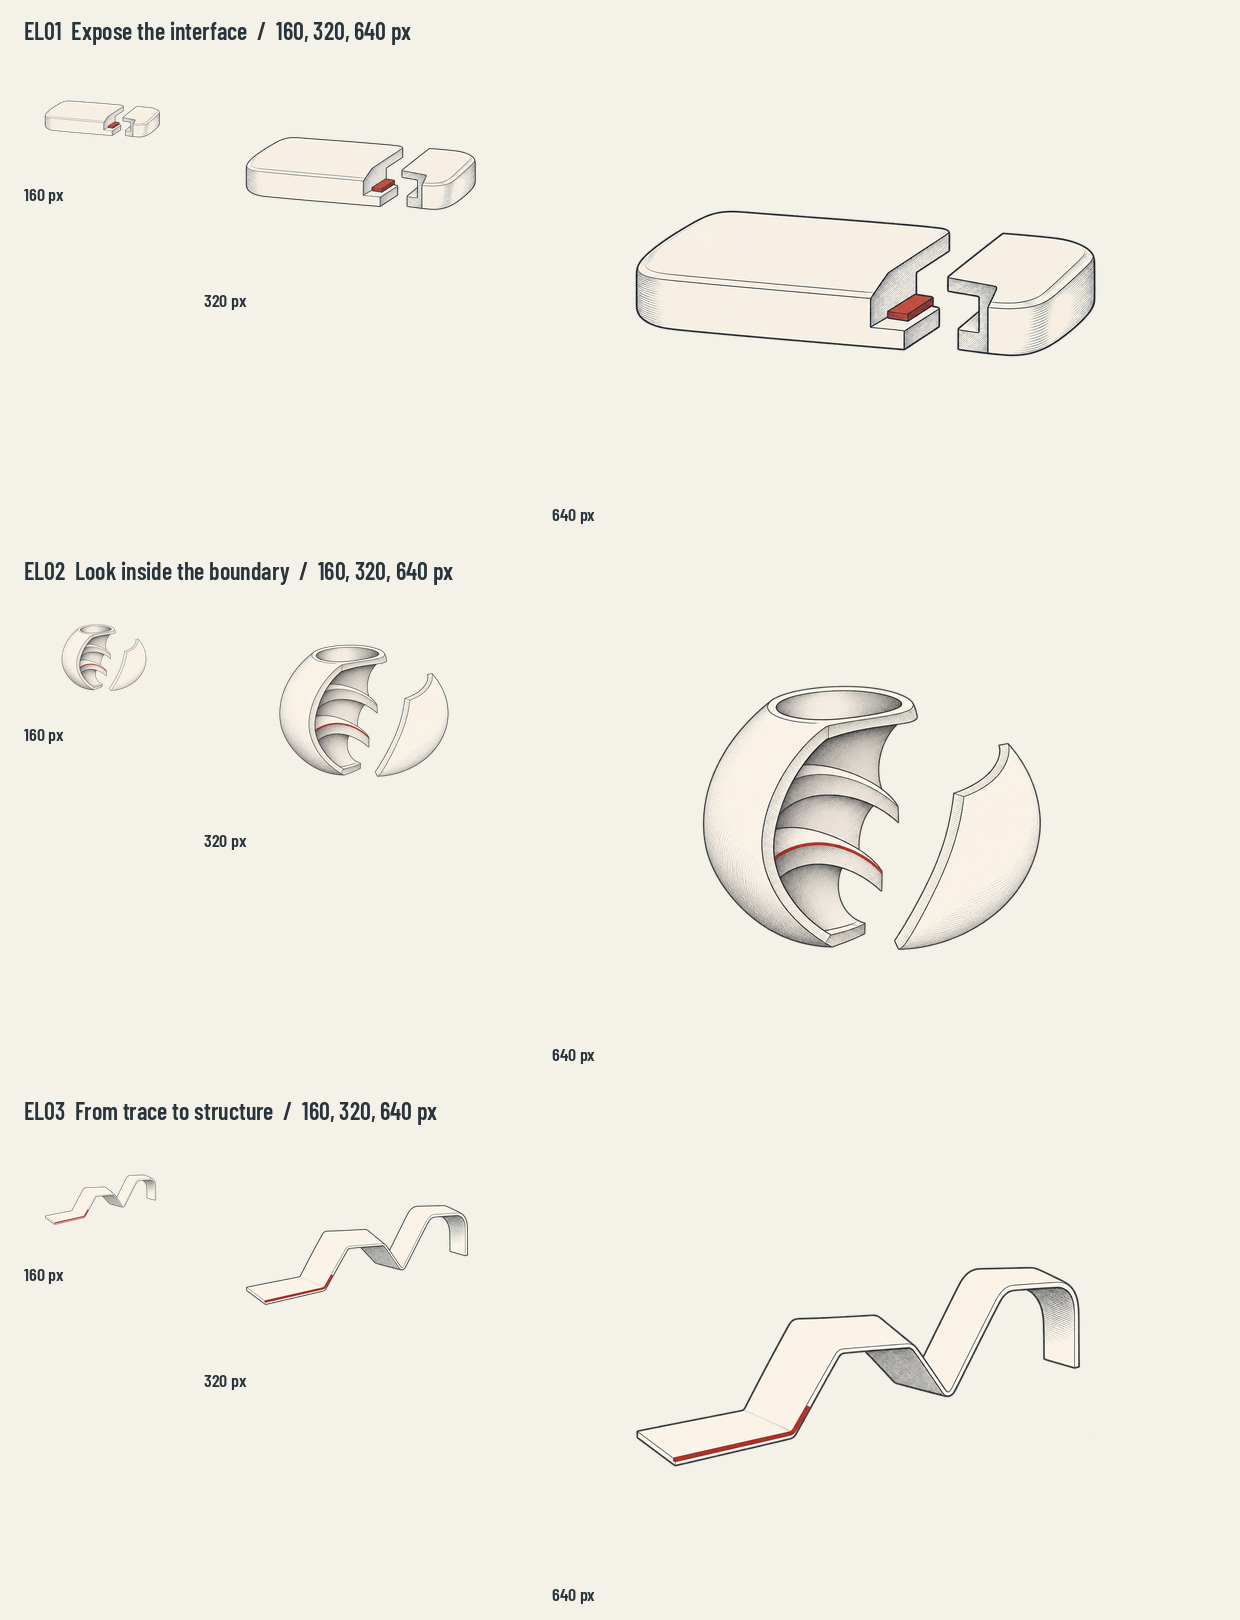 EL01 Expose the interface / 160, 320, 640 px
160 px
320 px
640 px
EL02 Look inside the boundary / 160, 320, 640 px
160 px
320 px
640 px
EL03 From trace to structure / 160, 320, 640 px
160 px
320 px
640 px